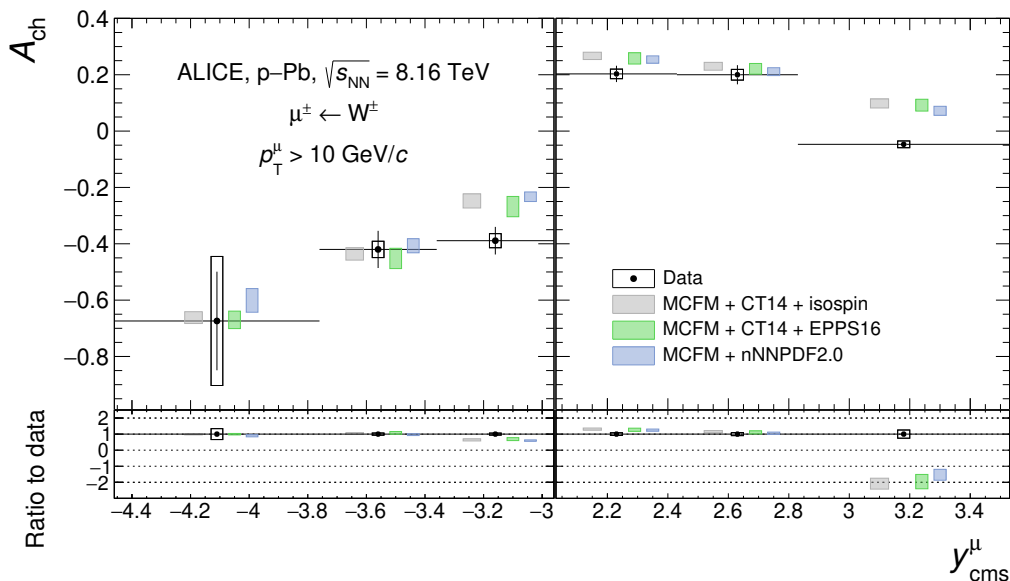 A_ch
0.4
0.2
0
−0.2
−0.4
−0.6
−0.8
ALICE, p−Pb, √s_NN = 8.16 TeV
μ^± ← W^±
p_T^μ > 10 GeV/c
Data
MCFM + CT14 + isospin
MCFM + CT14 + EPPS16
MCFM + nNNPDF2.0
Ratio to data
2
1
0
−1
−2
−4.4 −4.2 −4 −3.8 −3.6 −3.4 −3.2 −3 2.2 2.4 2.6 2.8 3 3.2 3.4
y_cms^μ